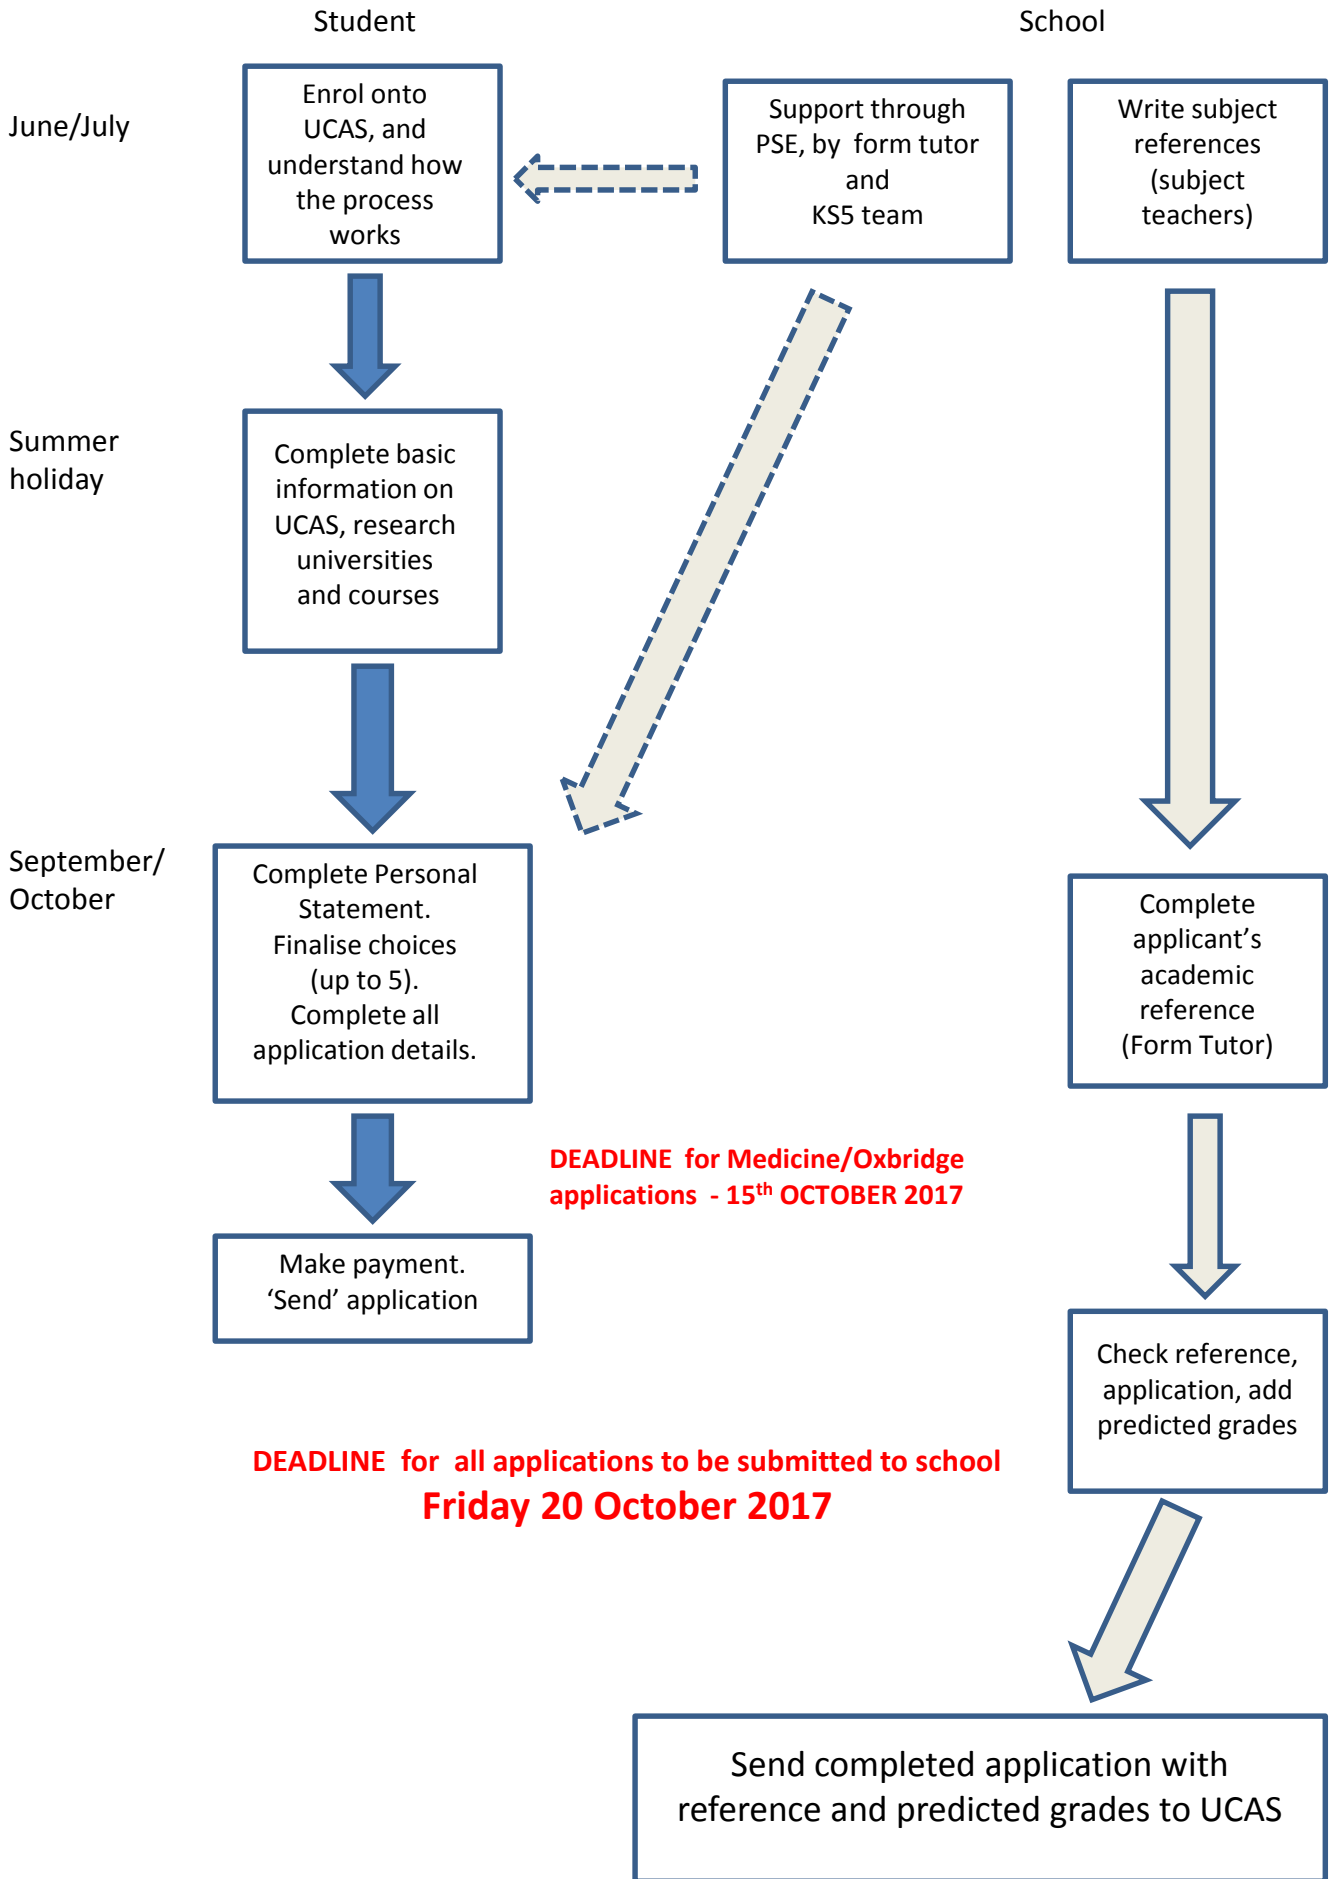 Student
School
June/July
Enrol onto
UCAS, and
understand how
the process
works
Support through
PSE, by form tutor
and
KS5 team
Write subject
references
(subject
teachers)
Summer
holiday
Complete basic
information on
UCAS, research
universities
and courses
September/
October
Complete Personal
Statement.
Finalise choices
(up to 5).
Complete all
application details.
Complete
applicant’s
academic
reference
(Form Tutor)
DEADLINE for Medicine/Oxbridge
applications - 15th OCTOBER 2017
Make payment.
‘Send’ application
Check reference,
application, add
predicted grades
DEADLINE for all applications to be submitted to school
Friday 20 October 2017
Send completed application with
reference and predicted grades to UCAS